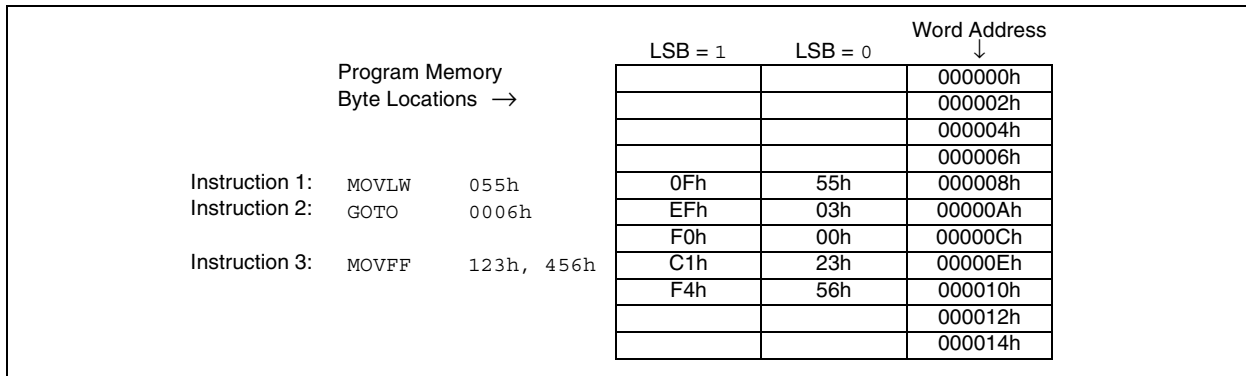 Word Address
LSB = 1 LSB = 0 ↓
Program Memory 000000h
Byte Locations → 000002h
000004h
000006h
Instruction 1: MOVLW 055h 0Fh 55h 000008h
Instruction 2: GOTO 0006h EFh 03h 00000Ah
F0h 00h 00000Ch
Instruction 3: MOVFF 123h, 456h C1h 23h 00000Eh
F4h 56h 000010h
000012h
000014h